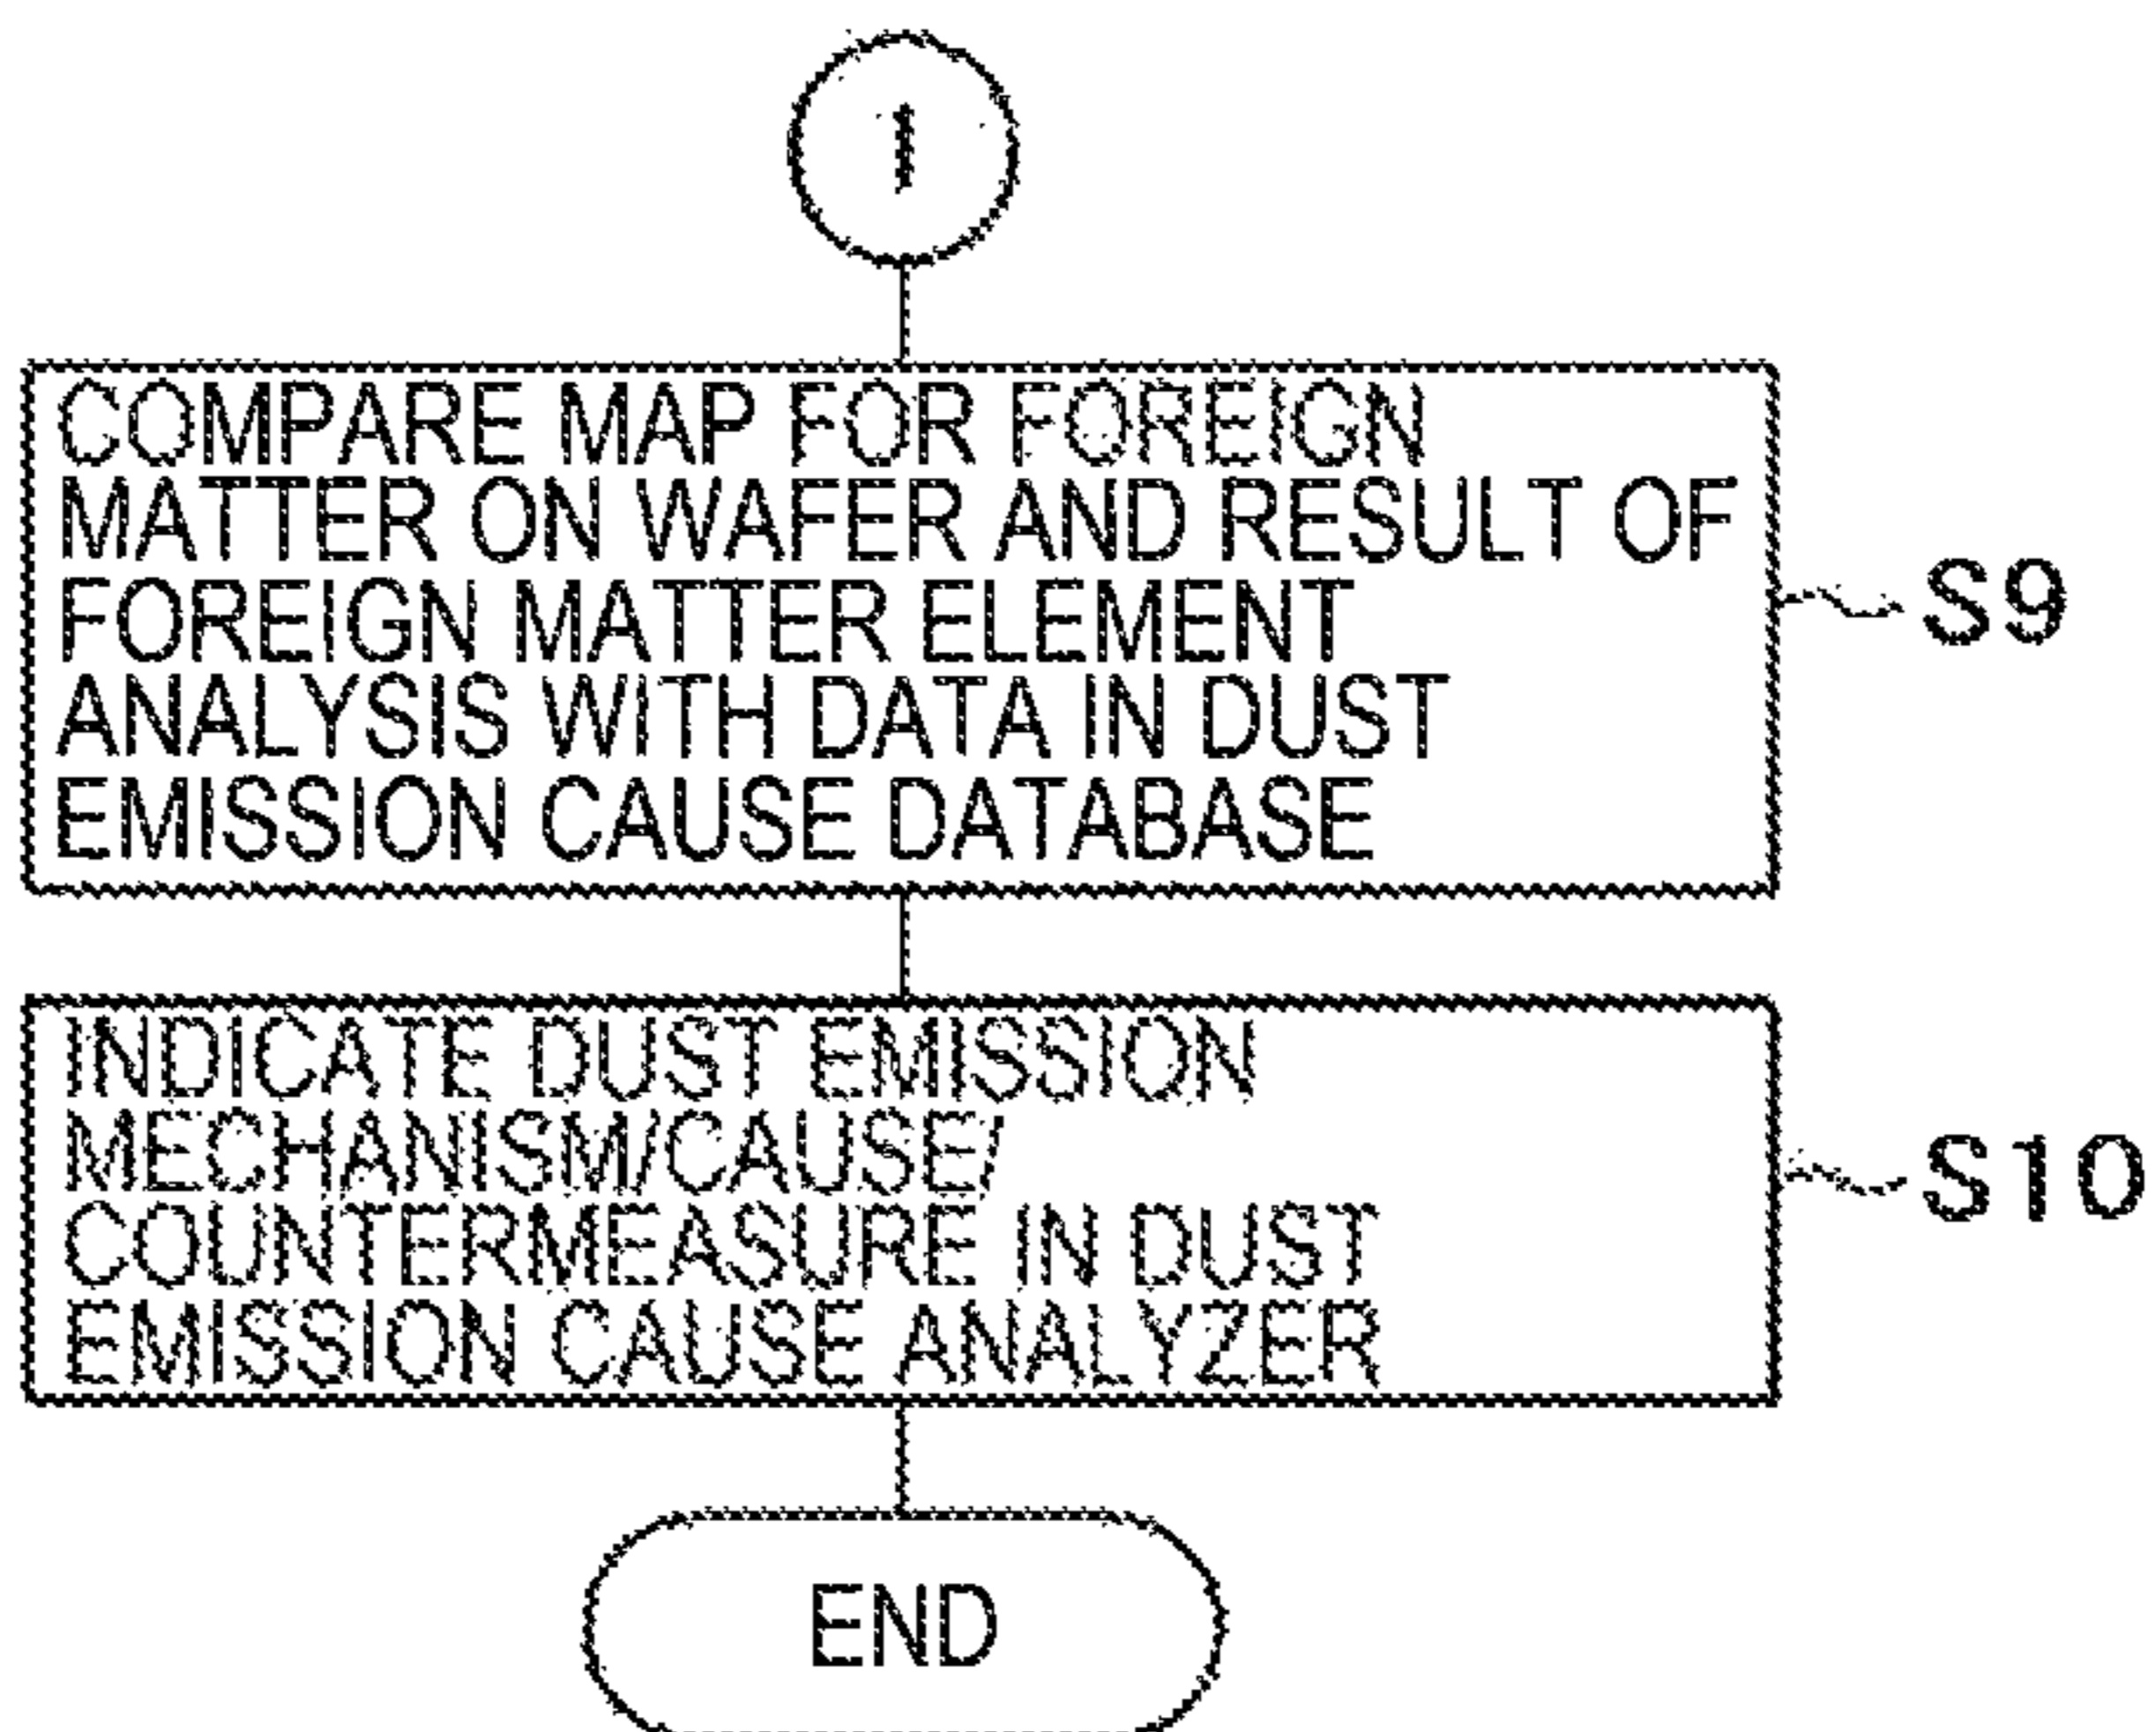 1
COMPARE MAP FOR FOREIGN
MATTER ON WAFER AND RESULT OF
FOREIGN MATTER ELEMENT
ANALYSIS WITH DATA IN DUST
EMISSION CAUSE DATABASE
S9
INDICATE DUST EMISSION
MECHANISM/CAUSE/
COUNTERMEASURE IN DUST
EMISSION CAUSE ANALYZER
S10
END